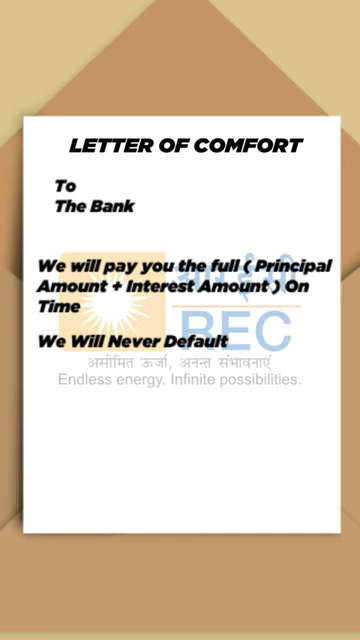 LETTER OF COMFORT
To
The Bank
We will pay you the full ( Principal
Amount + Interest Amount ) On
Time
We Will Never Default
आर ई सी
REC
असीमित ऊर्जा, अनन्त संभावनाएं
Endless energy. Infinite possibilities.